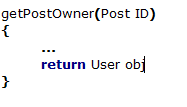 getPostOwner(Post ID)
{
...
return User obj
}